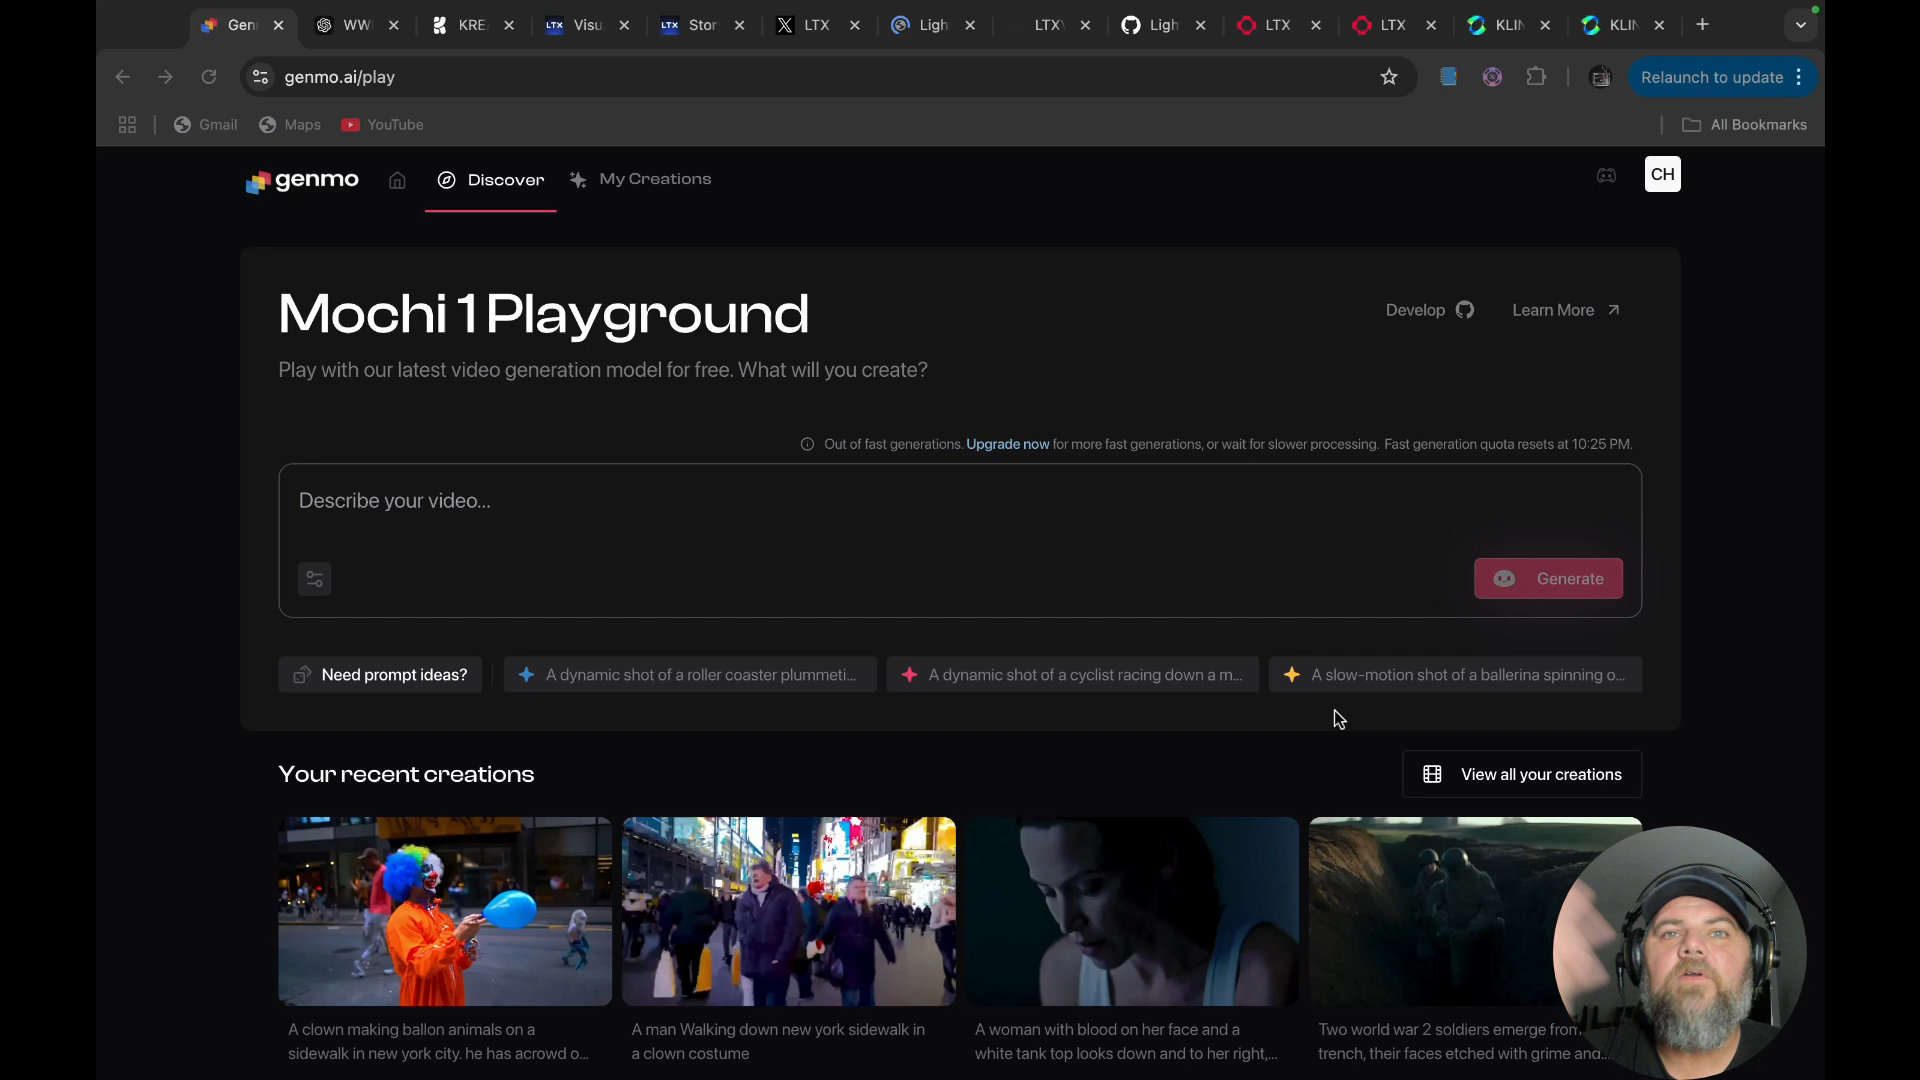 Gen
WW
KRE
LTX Visu
LTX Stor
LTX
Ligh
LTX
Ligh
LTX
LTX
KLIN
KLIN
genmo.ai/play
Relaunch to update
Gmail
Maps
YouTube
All Bookmarks
genmo
Discover
My Creations
CH
Mochi 1 Playground
Develop
Learn More
Play with our latest video generation model for free. What will you create?
Out of fast generations. Upgrade now for more fast generations, or wait for slower processing. Fast generation quota resets at 10:25 PM.
Describe your video...
Generate
Need prompt ideas?
A dynamic shot of a roller coaster plummeti...
A dynamic shot of a cyclist racing down a m...
A slow-motion shot of a ballerina spinning o...
Your recent creations
View all your creations
A clown making ballon animals on a
sidewalk in new york city. he has acrowd o...
A man Walking down new york sidewalk in
a clown costume
A woman with blood on her face and a
white tank top looks down and to her right,...
Two world war 2 soldiers emerge from
trench, their faces etched with grime and...